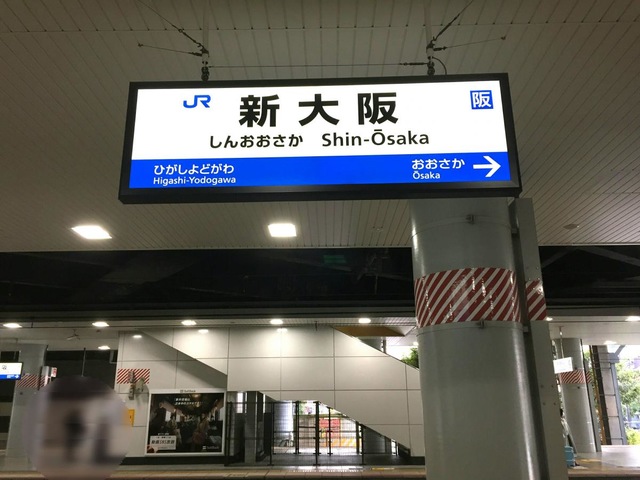 JR 新大阪 阪
しんおおさか Shin-Ōsaka
ひがしよどがわ おおさか →
Higashi-Yodogawa Ōsaka